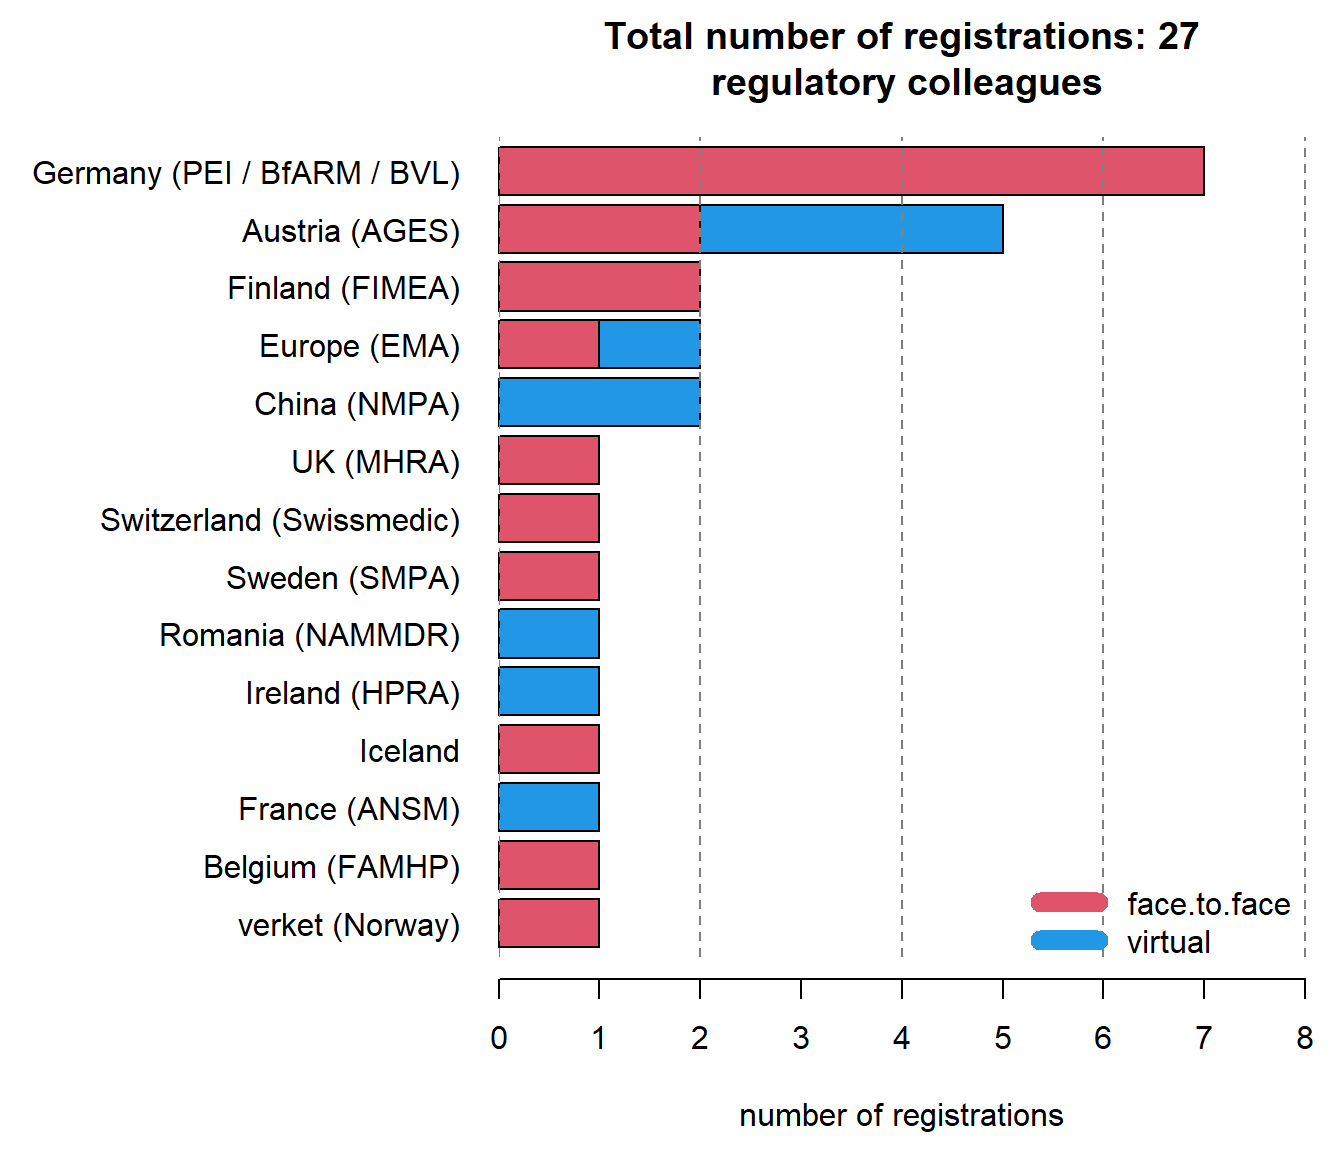 Total number of registrations: 27
regulatory colleagues
Germany (PEI / BfARM / BVL)
Austria (AGES)
Finland (FIMEA)
Europe (EMA)
China (NMPA)
UK (MHRA)
Switzerland (Swissmedic)
Sweden (SMPA)
Romania (NAMMDR)
Ireland (HPRA)
Iceland
France (ANSM)
Belgium (FAMHP)
verket (Norway)
face.to.face
virtual
0 1 2 3 4 5 6 7 8
number of registrations